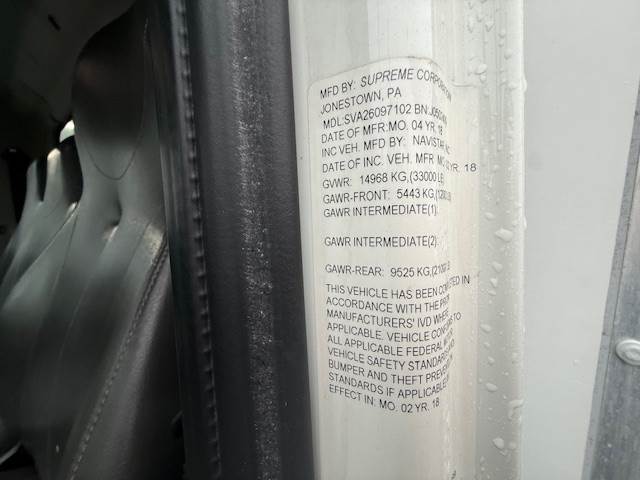 MFD BY: SUPREME CORPORATION
JONESTOWN, PA
MDL:SVA26097102 BN:
DATE OF MFR:MO. 04 YR. 18
INC VEH. MFD BY: NAVISTAR,
DATE OF INC. VEH. MFR MO. 02 YR. 18
GVWR: 14968 KG,(33000 LB)
GAWR-FRONT: 5443 KG,
GAWR INTERMEDIATE(1):
GAWR INTERMEDIATE(2):
GAWR-REAR: 9525 KG,
THIS VEHICLE HAS BEEN COMPLETED IN
ACCORDANCE WITH THE PRIOR
MANUFACTURERS' IVD WHERE
APPLICABLE. VEHICLE CONFORMS TO
ALL APPLICABLE FEDERAL MOTOR
VEHICLE SAFETY STANDARDS,
BUMPER AND THEFT PREVENTION
STANDARDS IF APPLICABLE
EFFECT IN: MO. 02 YR. 18